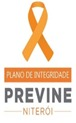 PLANO DE INTEGRIDADE
PREVINE
NITERÓI